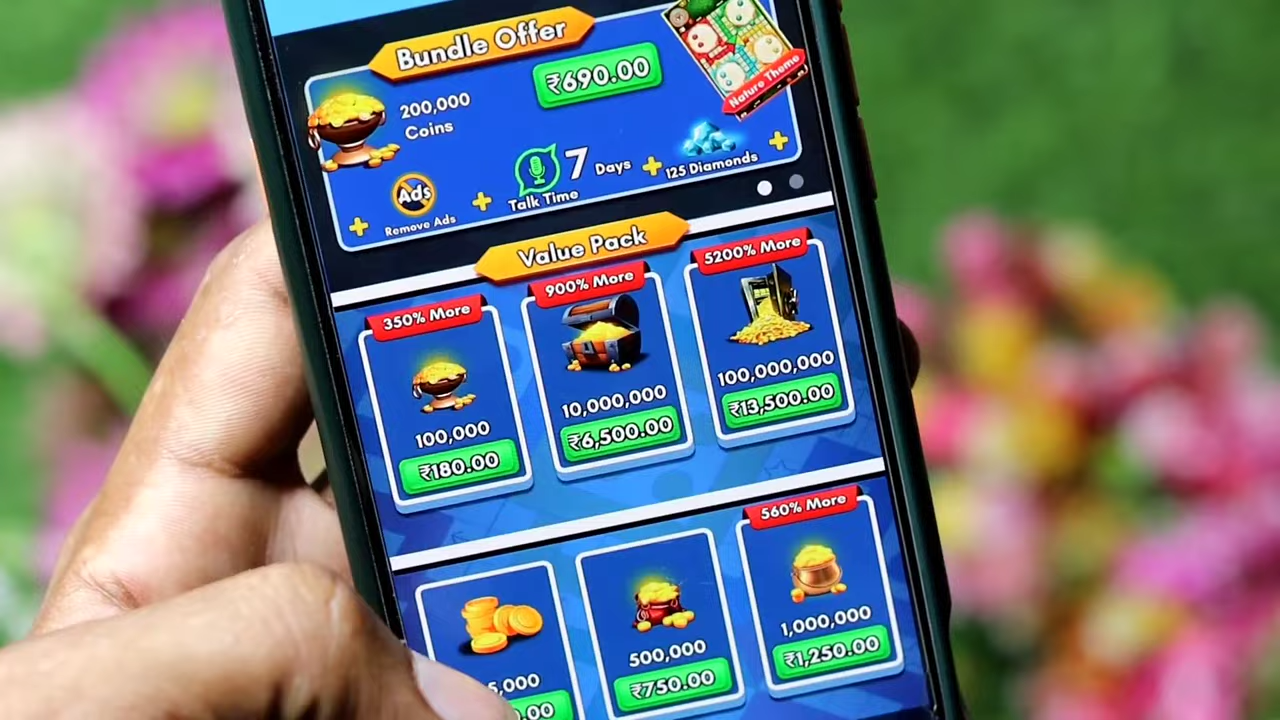 Bundle Offer
₹690.00
200,000
Coins
Nature Theme
Ads
Remove Ads
7 Days
Talk Time
125 Diamonds
Value Pack
350% More
900% More
5200% More
100,000
10,000,000
100,000,000
₹180.00
₹6,500.00
₹13,500.00
560% More
500,000
1,000,000
₹750.00
₹1,250.00